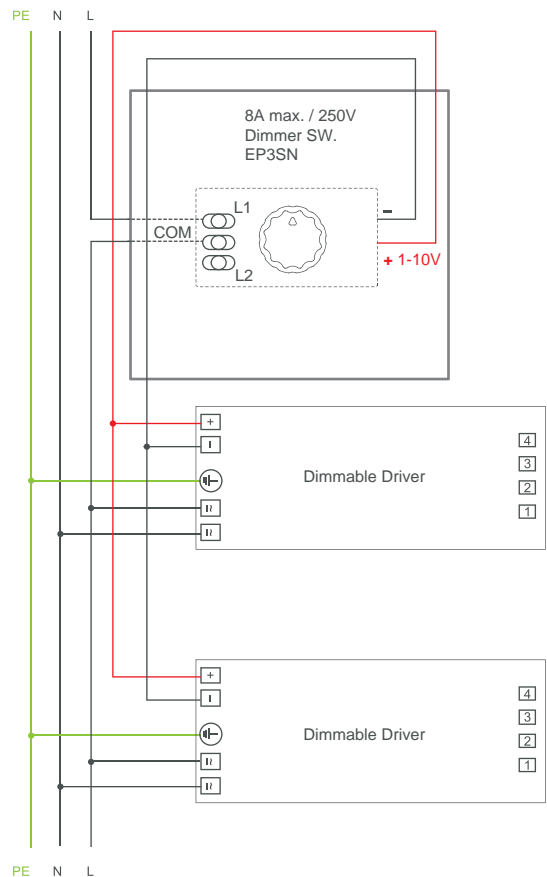 PE N L
8A max. / 250V
Dimmer SW.
EP3SN
L1
−
COM
+ 1-10V
L2
+
−
4
3
Dimmable Driver
2
≈
1
≈
+
−
4
3
Dimmable Driver
2
≈
1
≈
PE N L